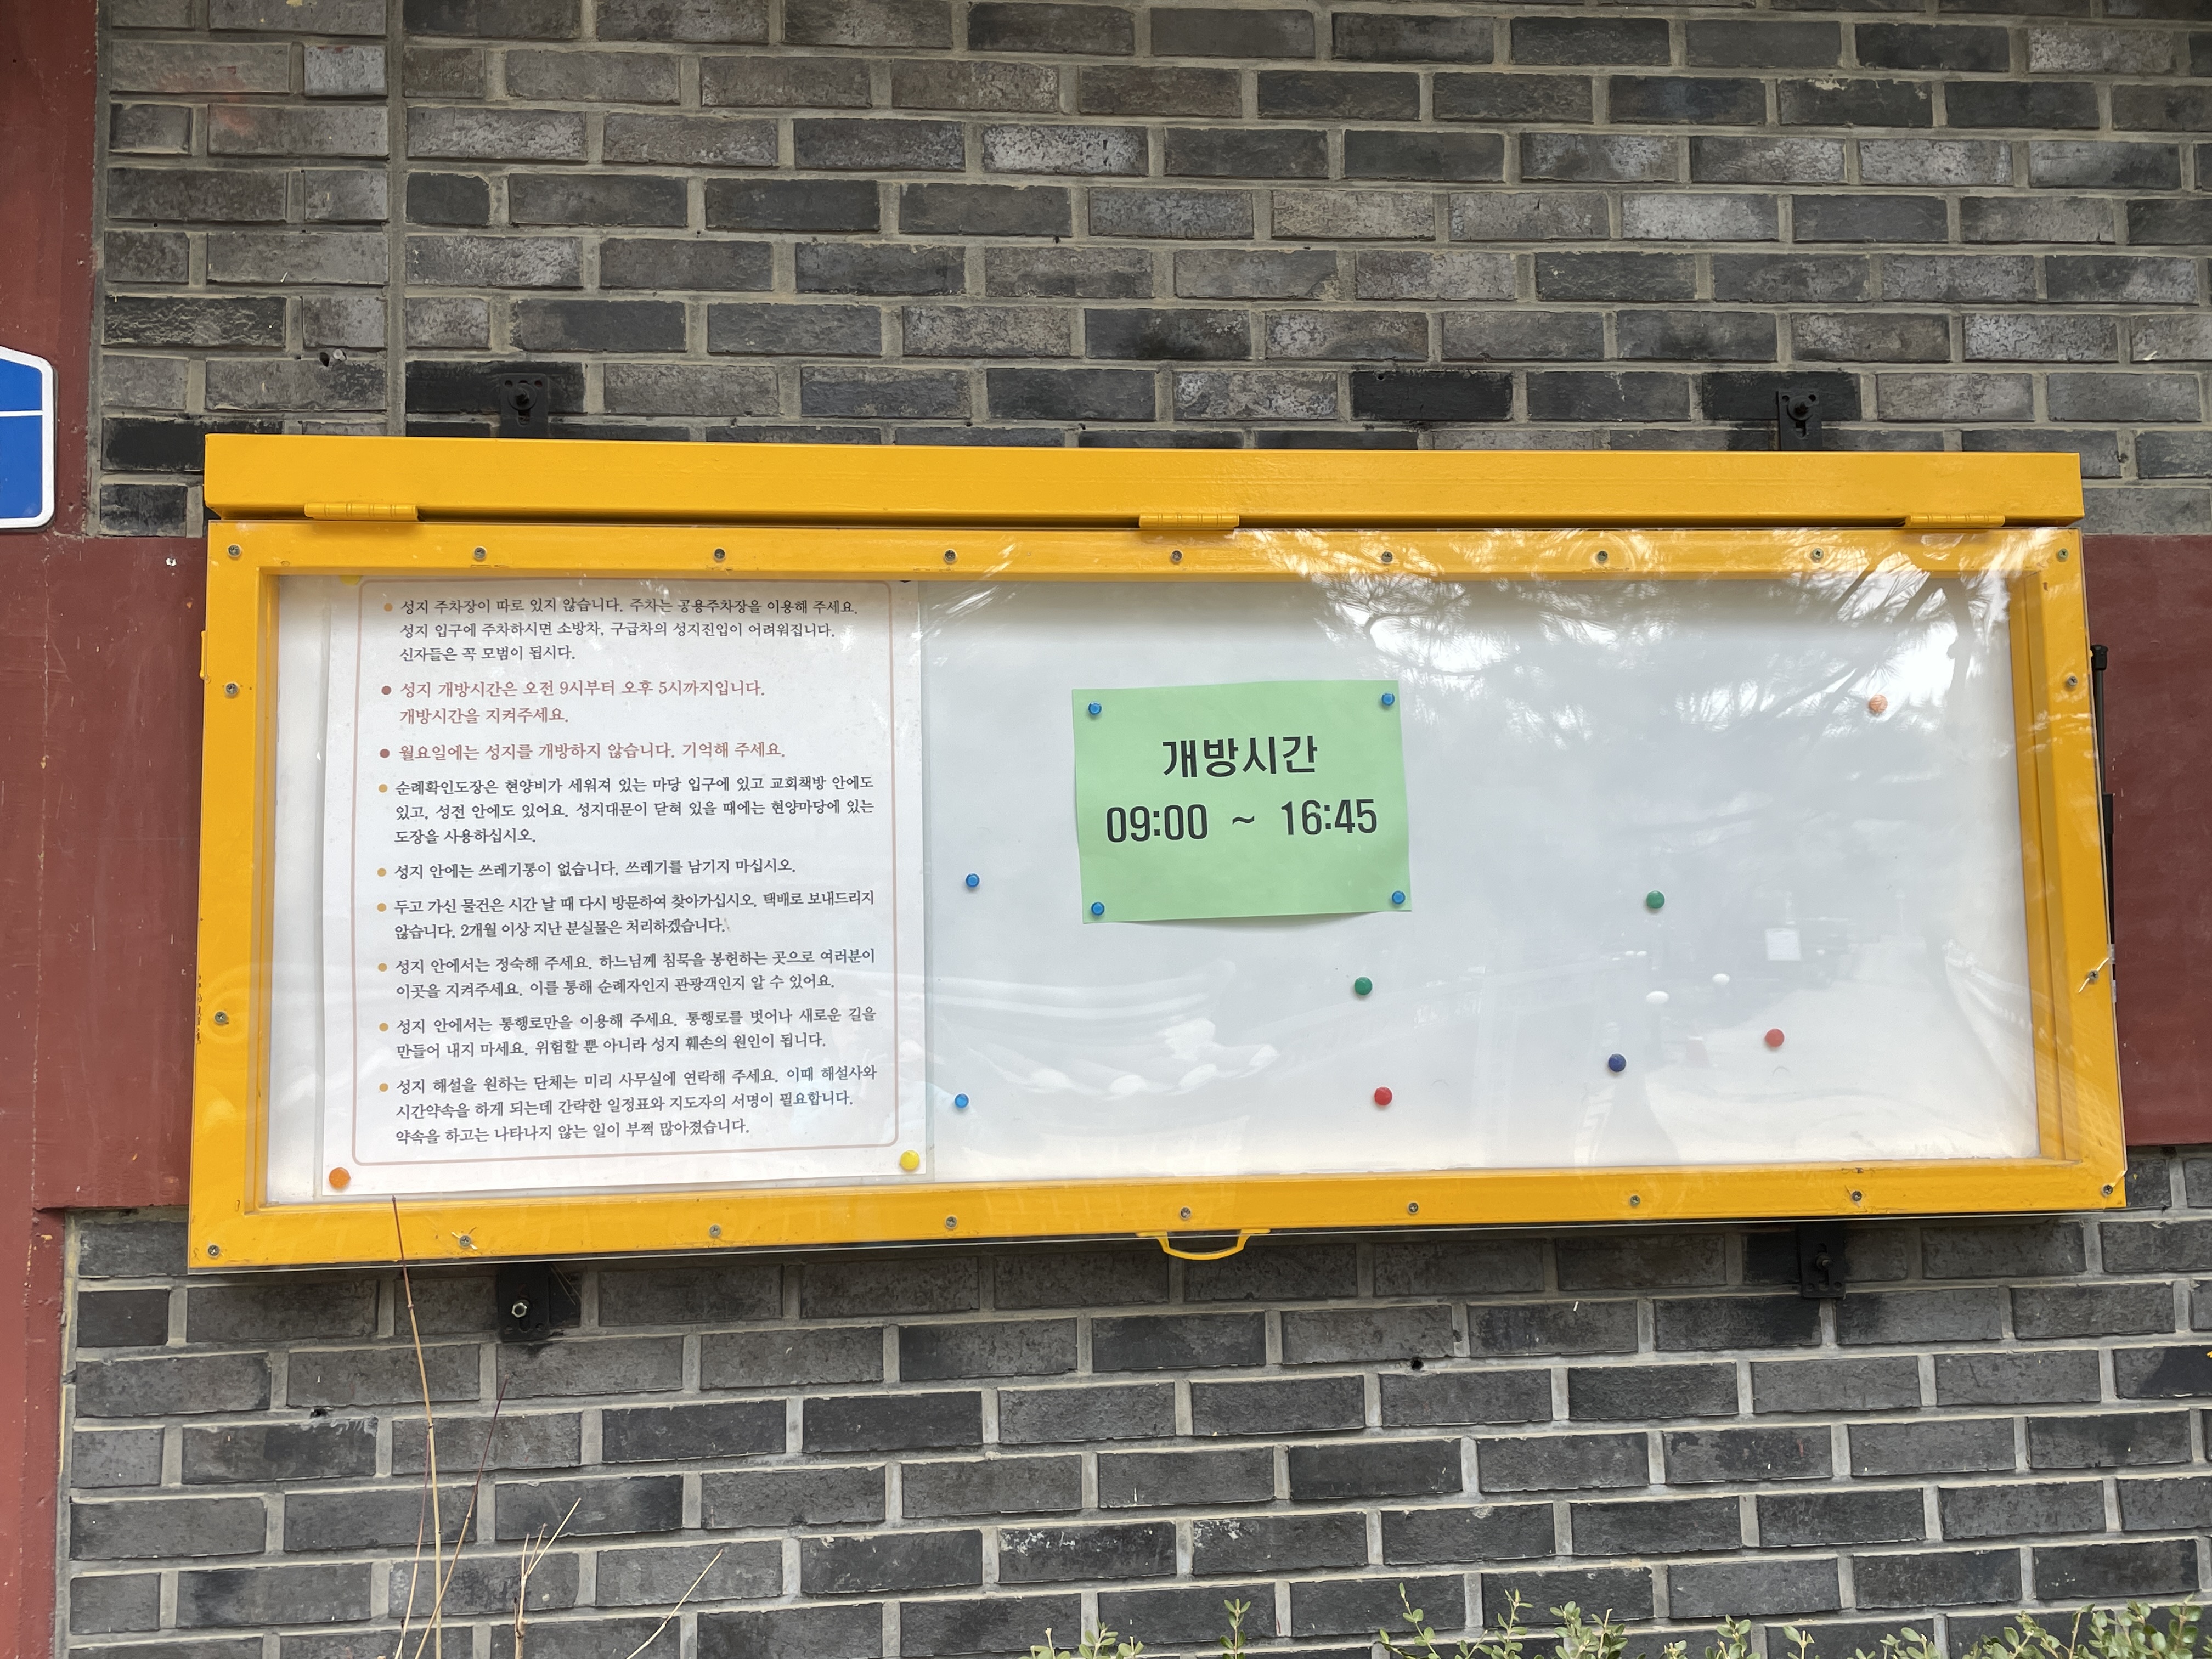 성지 주차장이 따로 있지 않습니다. 주차는 공용주차장을 이용해 주세요.
성지 입구에 주차하시면 소방차, 구급차의 성지진입이 어려워집니다.
신자들은 꼭 모범이 됩시다.
성지 개방시간은 오전 9시부터 오후 5시까지입니다.
개방시간을 지켜주세요.
월요일에는 성지를 개방하지 않습니다. 기억해 주세요.
순례확인도장은 현양비가 세워져 있는 마당 입구에 있고 교회책방 안에도
있고, 성전 안에도 있어요. 성지대문이 닫혀 있을 때에는 현양마당에 있는
도장을 사용하십시오.
성지 안에는 쓰레기통이 없습니다. 쓰레기를 남기지 마십시오.
두고 가신 물건은 시간 날 때 다시 방문하여 찾아가십시오. 택배로 보내드리지
않습니다. 2개월 이상 지난 분실물은 처리하겠습니다.
성지 안에서는 정숙해 주세요. 하느님께 침묵을 봉헌하는 곳으로 여러분이
이곳을 지켜주세요. 이를 통해 순례자인지 관광객인지 알 수 있어요.
성지 안에서는 통행로만을 이용해 주세요. 통행로를 벗어나 새로운 길을
만들어 내지 마세요. 위험할 뿐 아니라 성지 훼손의 원인이 됩니다.
성지 해설을 원하는 단체는 미리 사무실에 연락해 주세요. 이때 해설사와
시간약속을 하게 되는데 간략한 일정표와 지도자의 서명이 필요합니다.
약속을 하고는 나타나지 않는 일이 부쩍 많아졌습니다.
개방시간
09:00 ~ 16:45